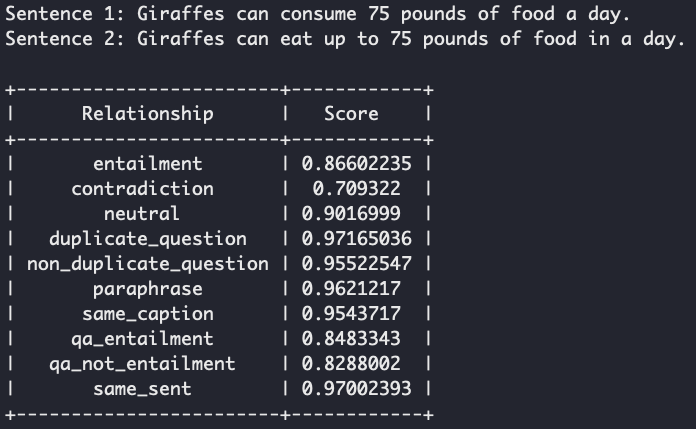 Sentence 1: Giraffes can consume 75 pounds of food a day.
Sentence 2: Giraffes can eat up to 75 pounds of food in a day.
+------------------------+------------+
|      Relationship      |   Score    |
+------------------------+------------+
|       entailment       | 0.86602235 |
|     contradiction      |  0.709322  |
|        neutral         | 0.9016999  |
|   duplicate_question   | 0.97165036 |
| non_duplicate_question | 0.95522547 |
|       paraphrase       | 0.9621217  |
|      same_caption      | 0.9543717  |
|     qa_entailment      | 0.8483343  |
|   qa_not_entailment    | 0.8288002  |
|       same_sent        | 0.97002393 |
+------------------------+------------+